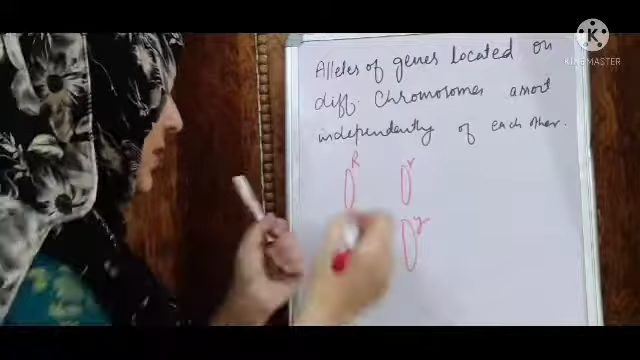 Alleles of genes located on
diff. Chromosomes assort
independently of each other.
R r
y
K
KINEMASTER